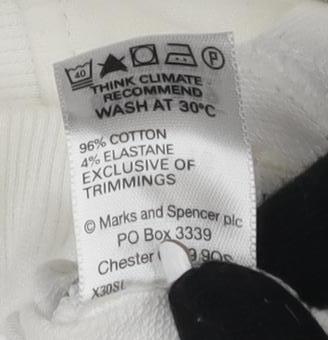 40 P
THINK CLIMATE
RECOMMEND
WASH AT 30°C
96% COTTON
4% ELASTANE
EXCLUSIVE OF
TRIMMINGS
© Marks and Spencer plc
PO Box 3339
Chester 9QS